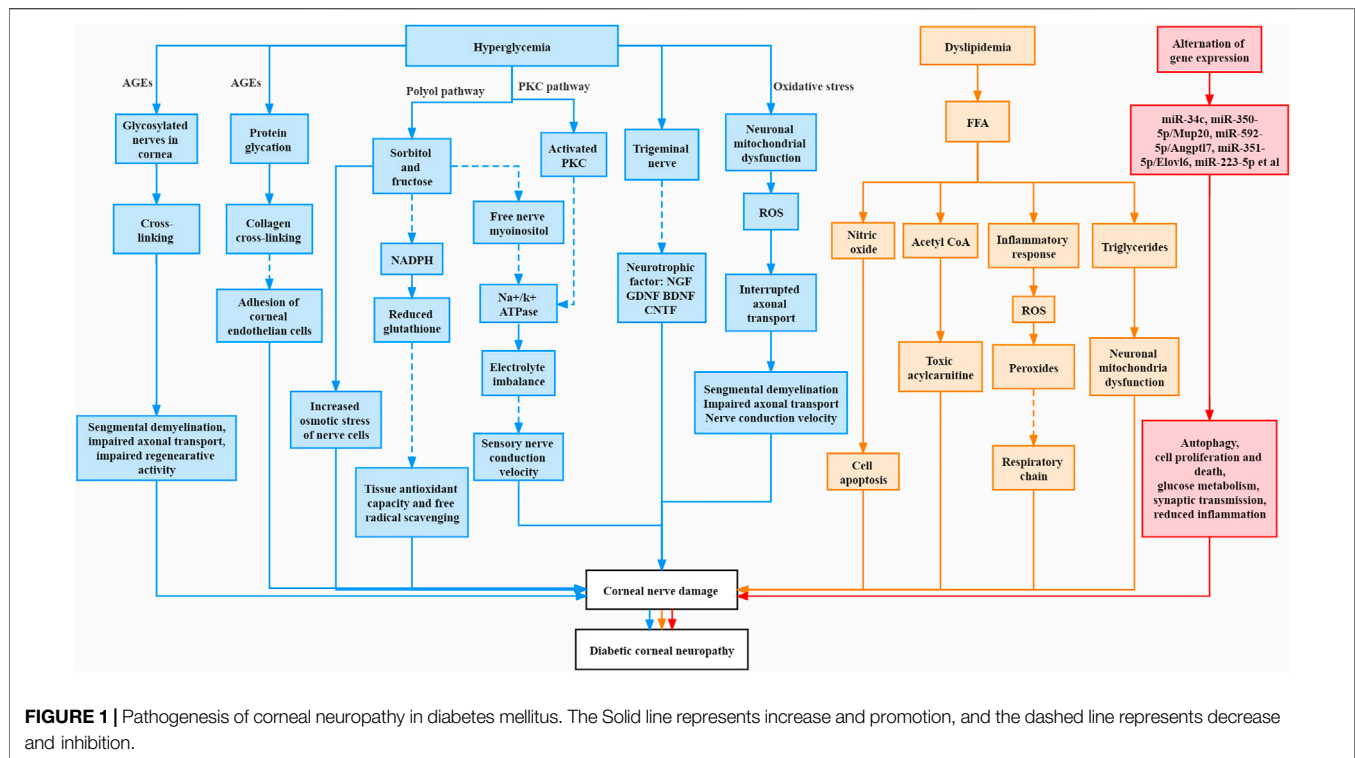 Hyperglycemia
Dyslipidemia
Alternation of
gene expression
AGEs
AGEs
Polyol pathway
PKC pathway
Oxidative stress
Glycosylated
nerves in
cornea
Protein
glycation
Sorbitol
and
fructose
Activated
PKC
Trigeminal
nerve
Neuronal
mitochondrial
dysfunction
FFA
miR-34c, miR-350-
5p/Mup20, miR-592-
5p/Angptl7, miR-351-
5p/Elovl6, miR-223-5p et al
Cross-
linking
Collagen
cross-linking
Free nerve
myoinositol
ROS
Nitric
oxide
Acetyl CoA
Inflammatory
response
Triglycerides
NADPH
Neurotrophic
factor: NGF
GDNF BDNF
CNTF
Interrupted
axonal
transport
Adhesion of
corneal
endothelian cells
Reduced
glutathione
Na+/k+
ATPase
ROS
Electrolyte
imbalance
Toxic
acylcarnitine
Peroxides
Neuronal
mitochondria
dysfunction
Sengmental demyelination,
impaired axonal transport,
impaired regenerative
activity
Increased
osmotic stress
of nerve cells
Sengmental demyelination
Impaired axonal transport
Nerve conduction velocity
Sensory nerve
conduction
velocity
Cell
apoptosis
Respiratory
chain
Autophagy,
cell proliferation and
death,
glucose metabolism,
synaptic transmission,
reduced inflammation
Tissue antioxidant
capacity and free
radical scavenging
Corneal nerve damage
Diabetic corneal neuropathy
FIGURE 1 | Pathogenesis of corneal neuropathy in diabetes mellitus. The Solid line represents increase and promotion, and the dashed line represents decrease
and inhibition.